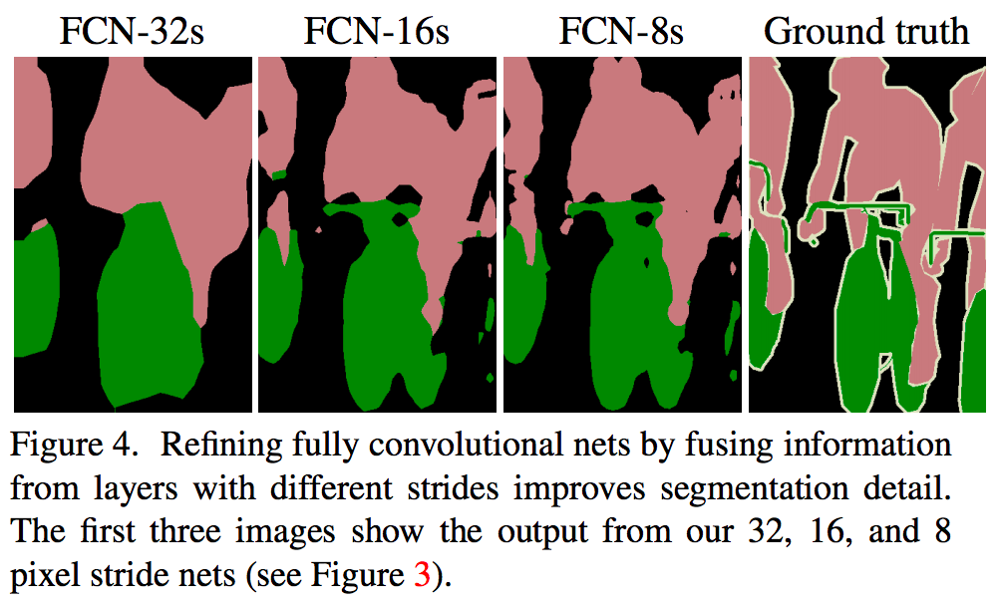 FCN-32s FCN-16s FCN-8s Ground truth
Figure 4. Refining fully convolutional nets by fusing information
from layers with different strides improves segmentation detail.
The first three images show the output from our 32, 16, and 8
pixel stride nets (see Figure 3).